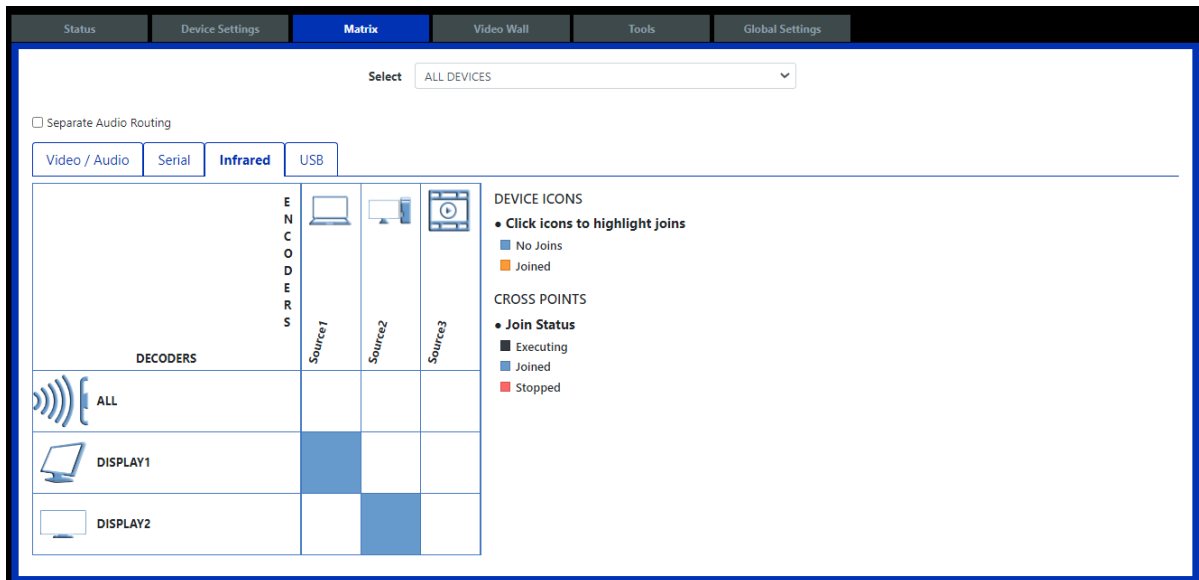 Status Device Settings Matrix Video Wall Tools Global Settings
Select ALL DEVICES
Separate Audio Routing
Video / Audio Serial Infrared USB
ENCODERS
Source1
Source2
Source3
DECODERS
ALL
DISPLAY1
DISPLAY2
DEVICE ICONS
• Click icons to highlight joins
No Joins
Joined
CROSS POINTS
• Join Status
Executing
Joined
Stopped